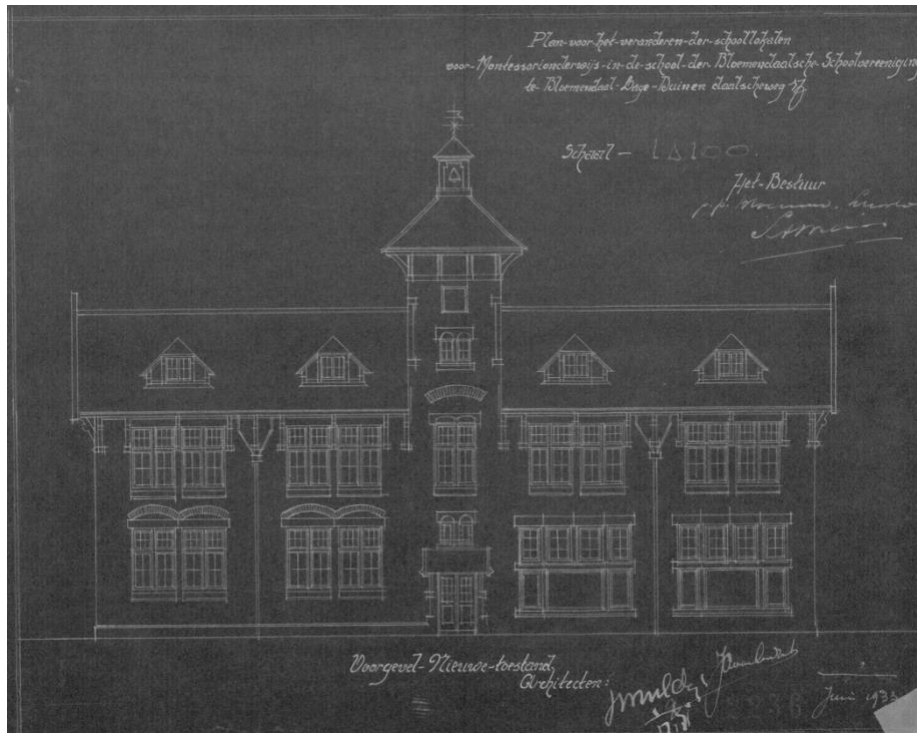 Plan-voor-het-veranderen-der-schoollokalen
voor-Montessorionderwijs-in-de-school-der-Bloemendaalsche-Schoolvereeniging
te-Bloemendaal-Lage-Duinen daalscheweg 
Schaal - 1 à 100.
Het-Bestuur
Voorgevel-Nieuwe-toestand
Architecten:
Juni 193